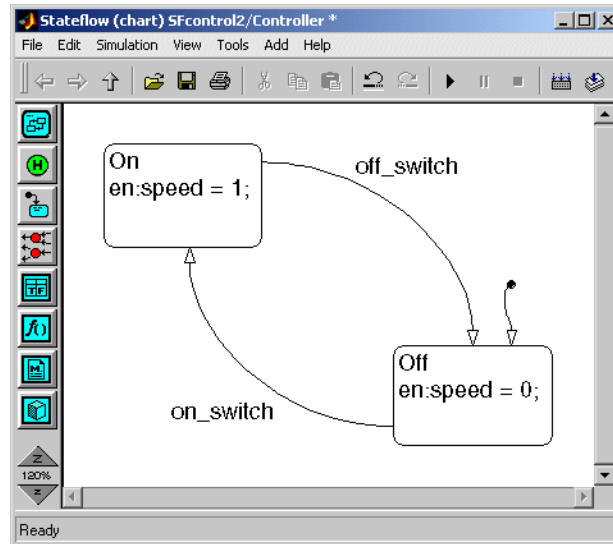 Stateflow (chart) SFcontrol2/Controller *
File Edit Simulation View Tools Add Help
On
en:speed = 1;
off_switch
Off
en:speed = 0;
on_switch
H
TF
f()
M
Z
120%
z
Ready